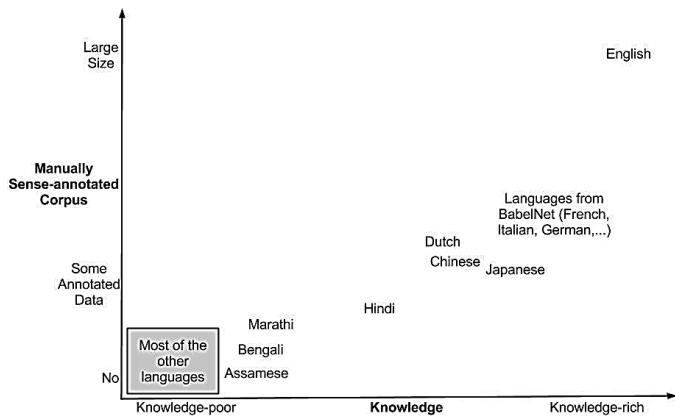 Large
Size
English
Manually
Sense-annotated
Corpus
Languages from
BabelNet (French,
Italian, German,...)
Dutch
Chinese
Japanese
Some
Annotated
Data
Hindi
Marathi
Most of the
other
languages
Bengali
Assamese
No
Knowledge-poor
Knowledge
Knowledge-rich